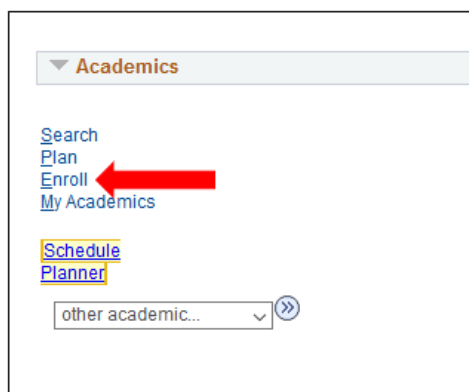 Academics
Search
Plan
Enroll
My Academics
Schedule
Planner
other academic...